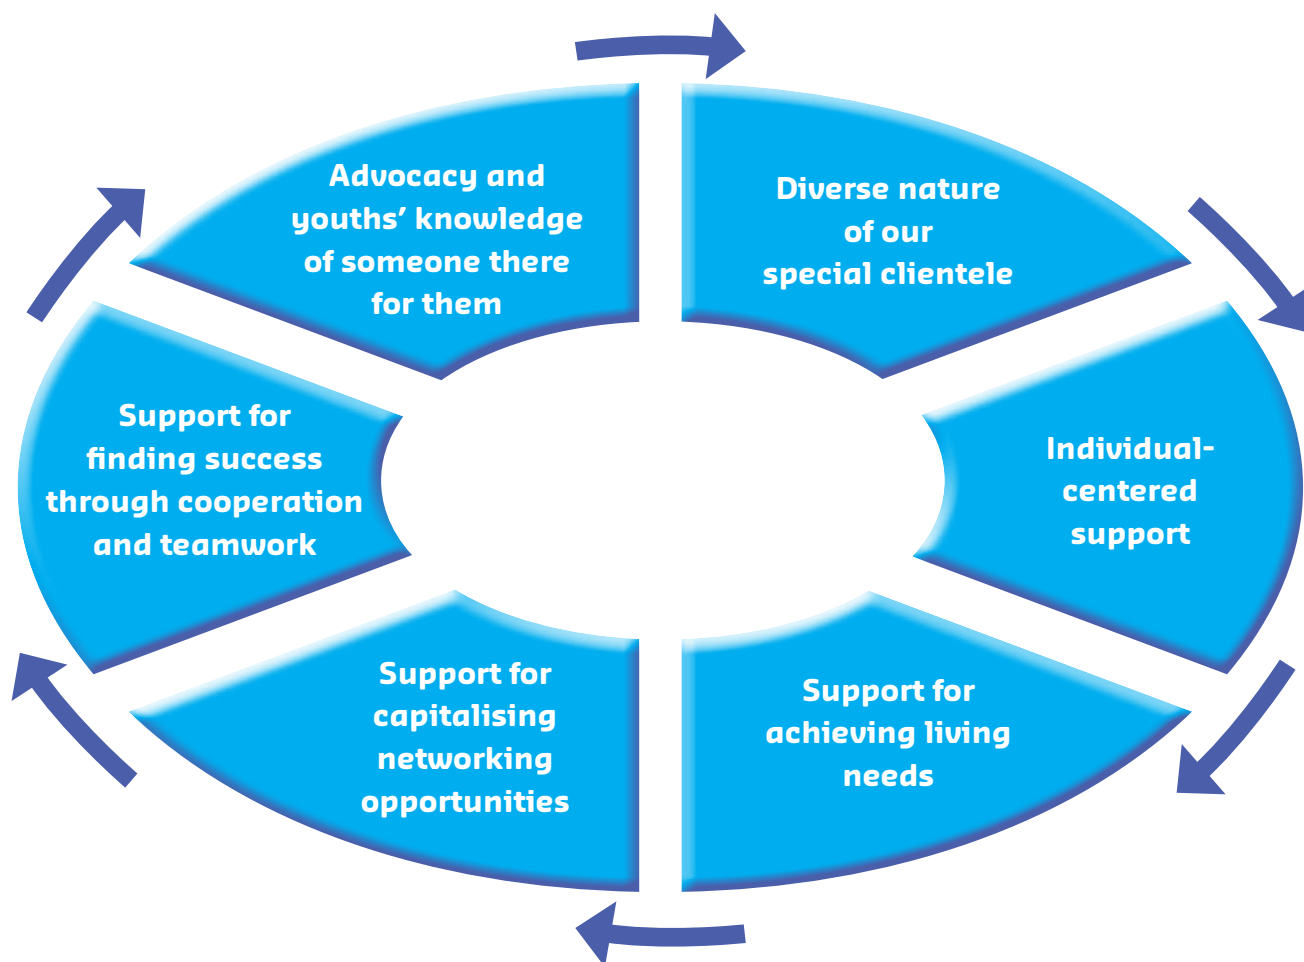 Advocacy and
youths’ knowledge
of someone there
for them
Diverse nature
of our
special clientele
Individual-
centered
support
Support for
achieving living
needs
Support for
capitalising
networking
opportunities
Support for
finding success
through cooperation
and teamwork